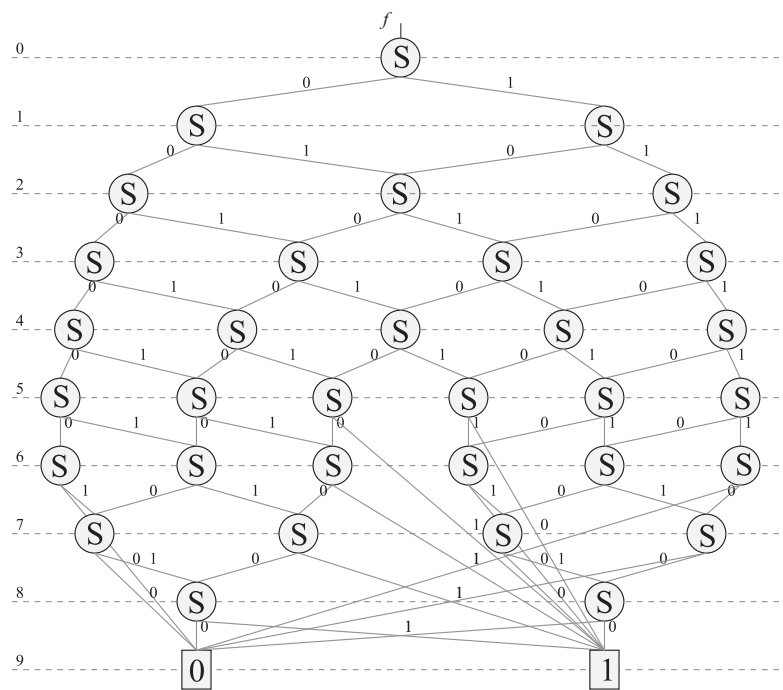 f
0 S
0 1
1 S S
0 1 0 1
2 S S S
0 1 0 1 0 1
3 S S S S
0 1 0 1 0 1 0 1
4 S S S S S
0 1 0 1 0 1 0 1 0 1
5 S S S S S S
0 1 0 1 0 1 0 1 0 1
6 S S S S S S
1 0 1 0 1 0 1 0
7 S S 1 S 0 S
0 1 0 1 0 1 0
0 1 0
8 S S
0 1 0
9 0 1